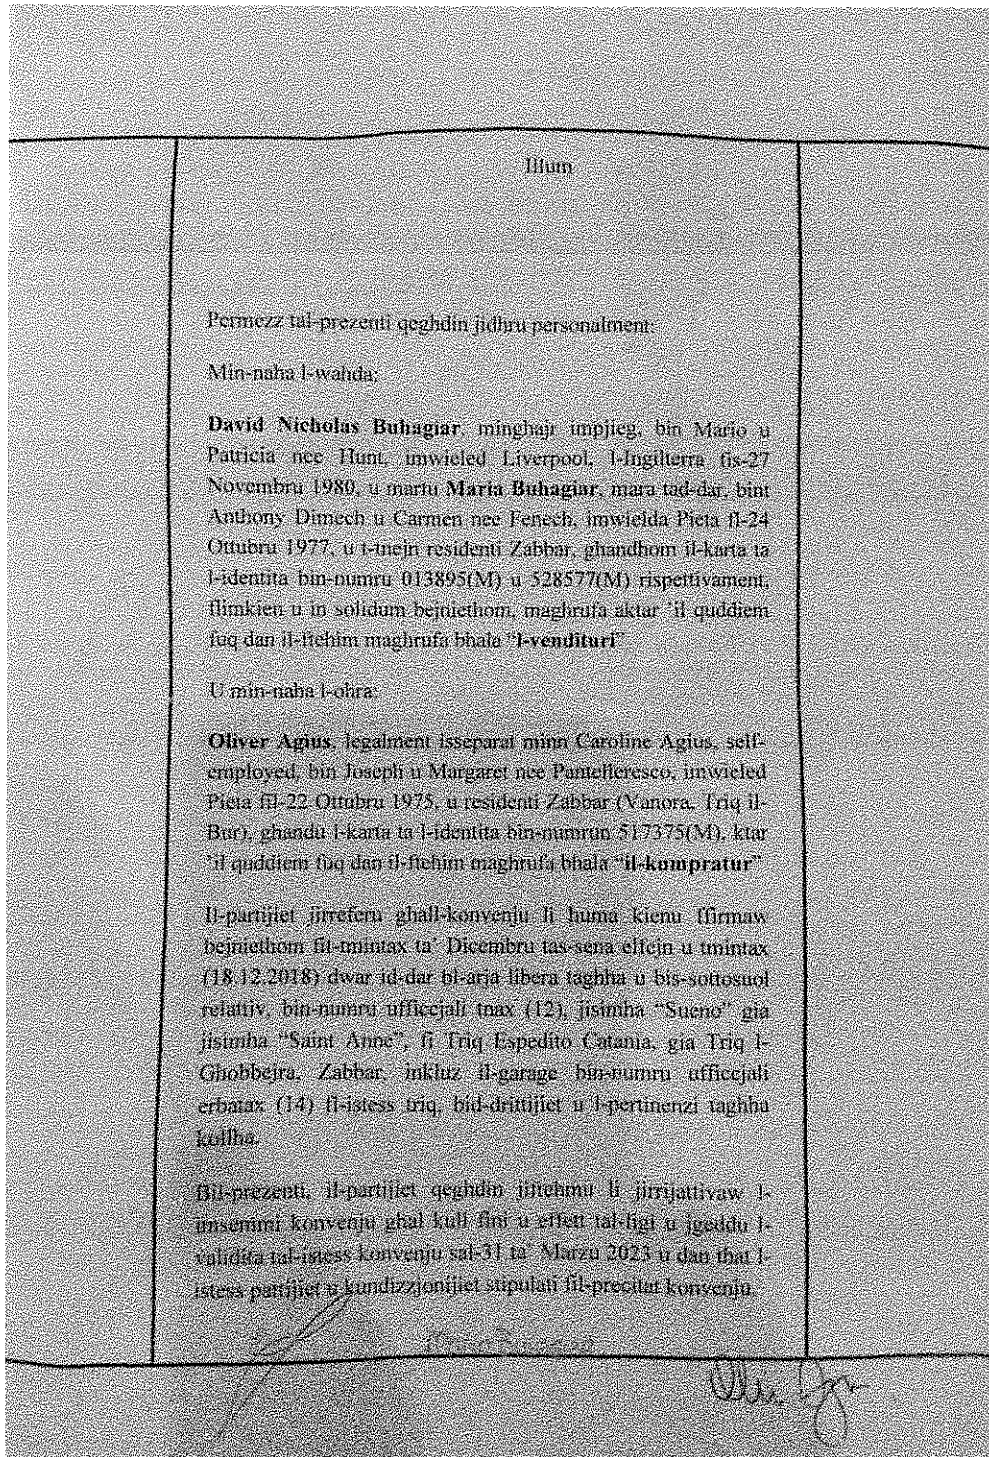 Illum
Permezz tal-prezenti qeghdin jidhru personalment:
Min-naha l-wahda;
David Nicholas Buhagiar, minghajr impjieg, bin Mario u
Patricia nee Hunt, imwieled Liverpool, l-Ingilterra fis-27
Novembru 1980, u martu Maria Buhagiar, mara tad-dar, bint
Anthony Dimech u Carmen nee Fenech, imwielda Pieta fl-24
Ottubru 1977, u t-tnejn residenti Zabbar, ghandhom il-karta ta
l-identita bin-numru 013895(M) u 528577(M) rispettivament,
flimkien u in solidum bejniethom, maghrufa aktar 'il quddiem
fuq dan il-ftehim maghrufa bhala "l-vendituri"
U min-naha l-ohra;
Oliver Agius, legalment isseparat minn Caroline Agius, self-
employed, bin Joseph u Margaret nee Pantelleresco, imwieled
Pieta fil-22 Ottubru 1975, u residenti Zabbar (Vanora, Triq il-
Bur), ghandu l-karta ta l-identita bin-numrun 517375(M), ktar
'il quddiem fuq dan il-ftehim maghrufa bhala "il-kompratur"
Il-partijiet jirreferu ghall-konvenju li huma kienu ffirmaw
bejniethom fit-tmintax ta' Dicembru tas-sena elfejn u tmintax
(18.12.2018) dwar id-dar bl-arja libera taghha u bis-sottosuol
relattiv, bin-numru ufficjali tnax (12), jisimha "Sueno" gia
jisimha "Saint Anne", fi Triq Espedito Catania, gia Triq l-
Ghobbejra, Zabbar, inkluz il-garage bin-numru ufficjali
erbatax (14) fl-istess triq, bid-drittijiet u l-pertinenzi taghhu
kollha.
Bil-prezenti, il-partijiet qeghdin jiftehmu li jirrijattivaw l-
imsemmi konvenju ghal kull fini u effett tal-ligi u igeddu l-
validita tal-istess konvenju sal-31 ta' Marzu 2023 u dan that l-
istess pattijiet u kundizzjonijiet stipulati fil-precitat konvenju.